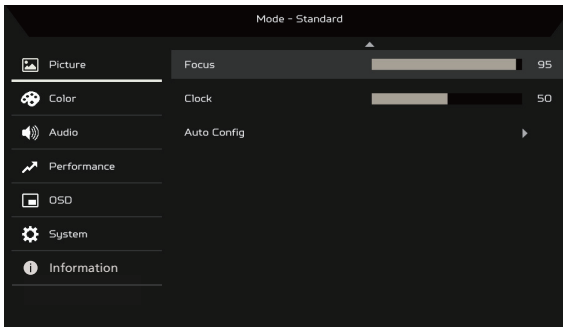 Mode - Standard
Picture
Focus 95
Color
Clock 50
Audio
Auto Config
Performance
OSD
System
Information